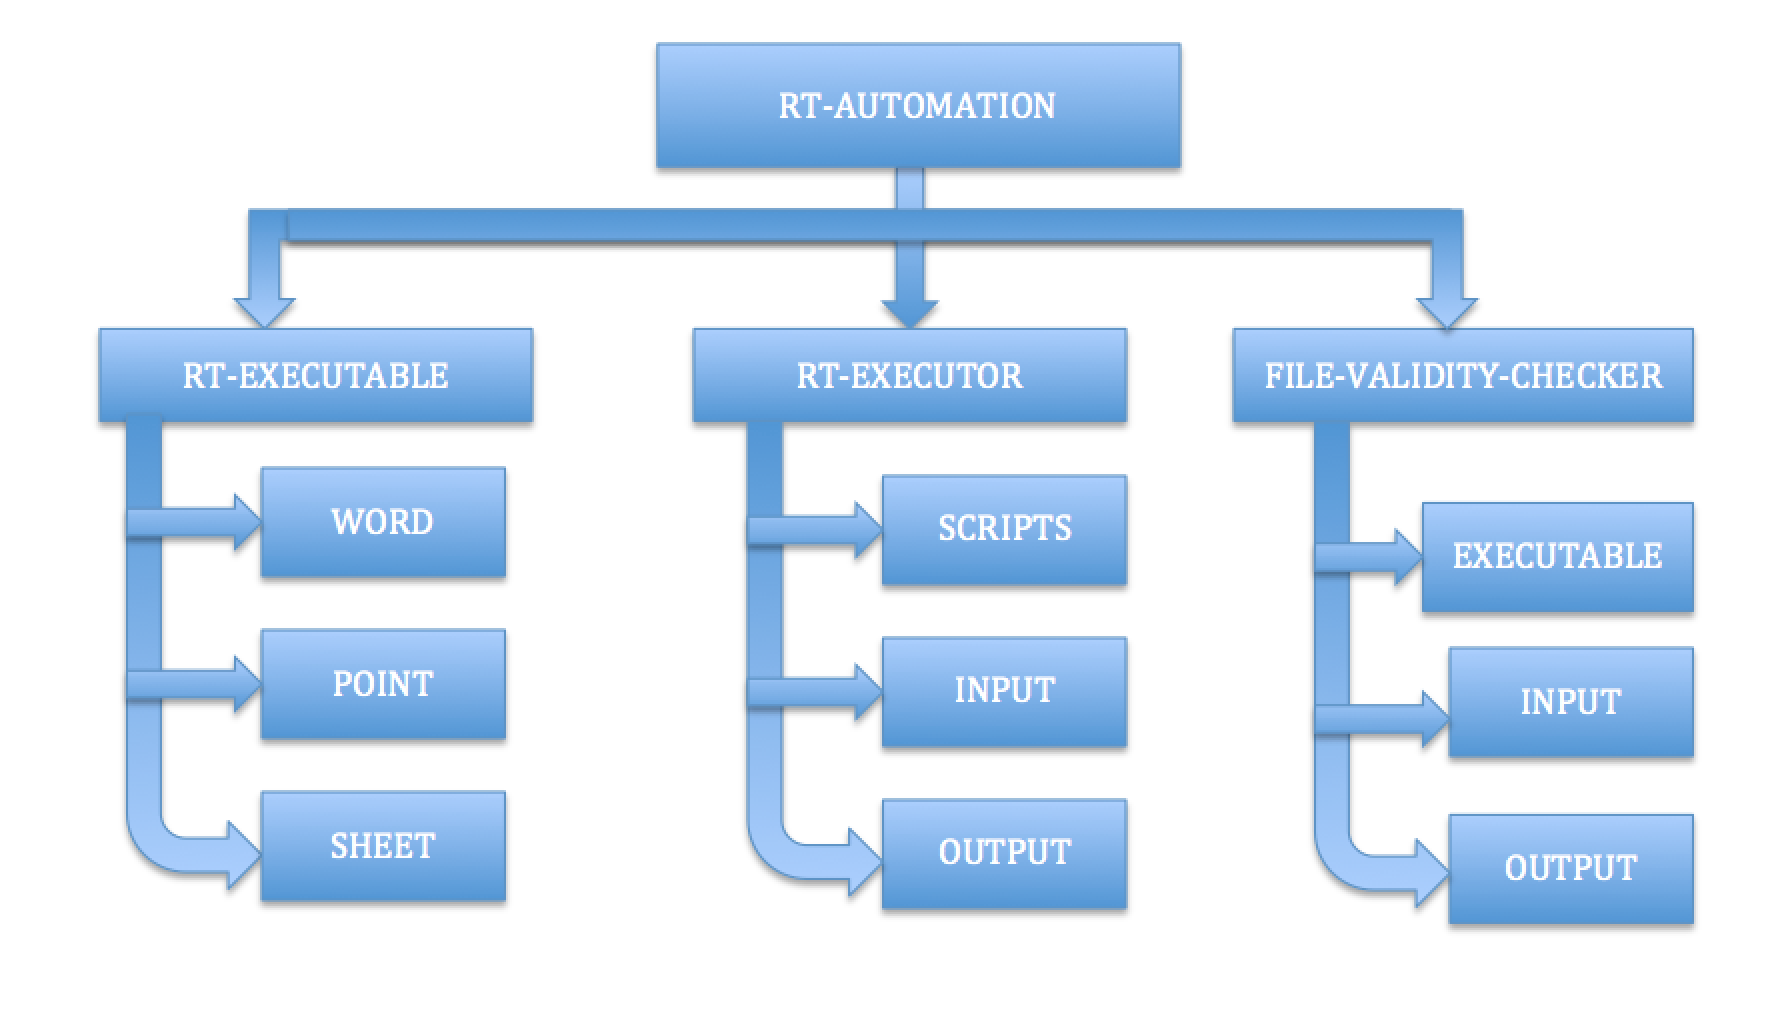 RT-AUTOMATION
RT-EXECUTABLE
WORD
POINT
SHEET
RT-EXECUTOR
SCRIPTS
INPUT
OUTPUT
FILE-VALIDITY-CHECKER
EXECUTABLE
INPUT
OUTPUT